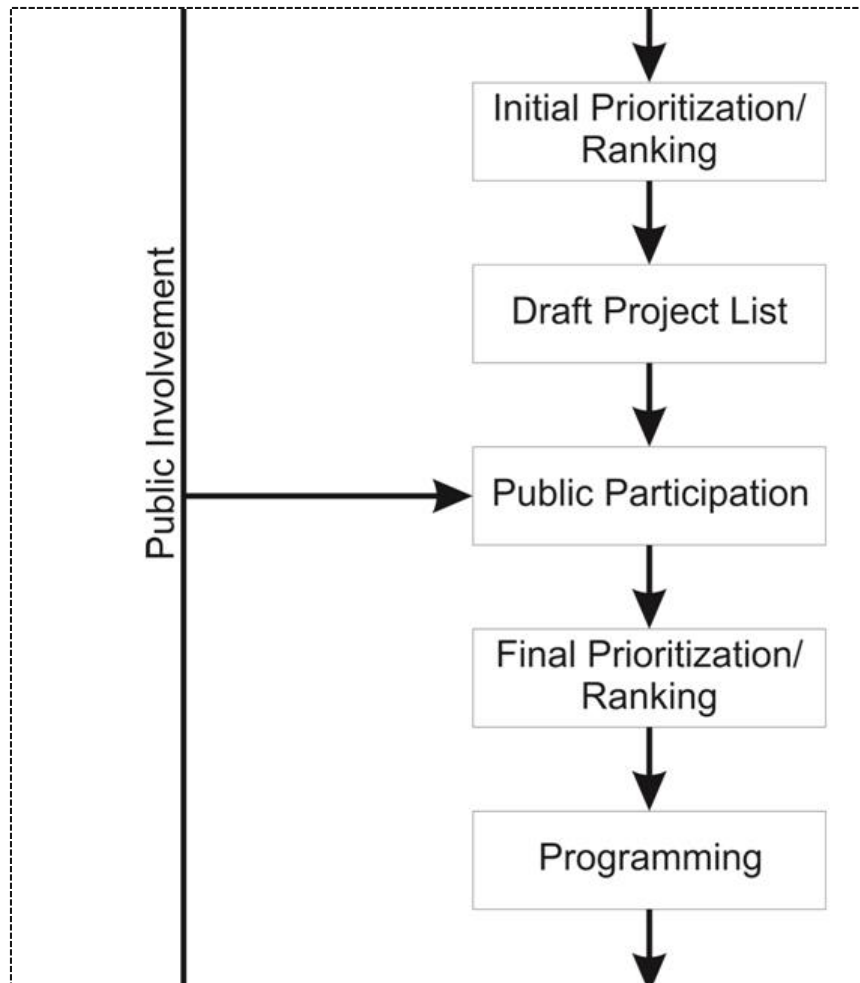 Public Involvement
Initial Prioritization/
Ranking
Draft Project List
Public Participation
Final Prioritization/
Ranking
Programming